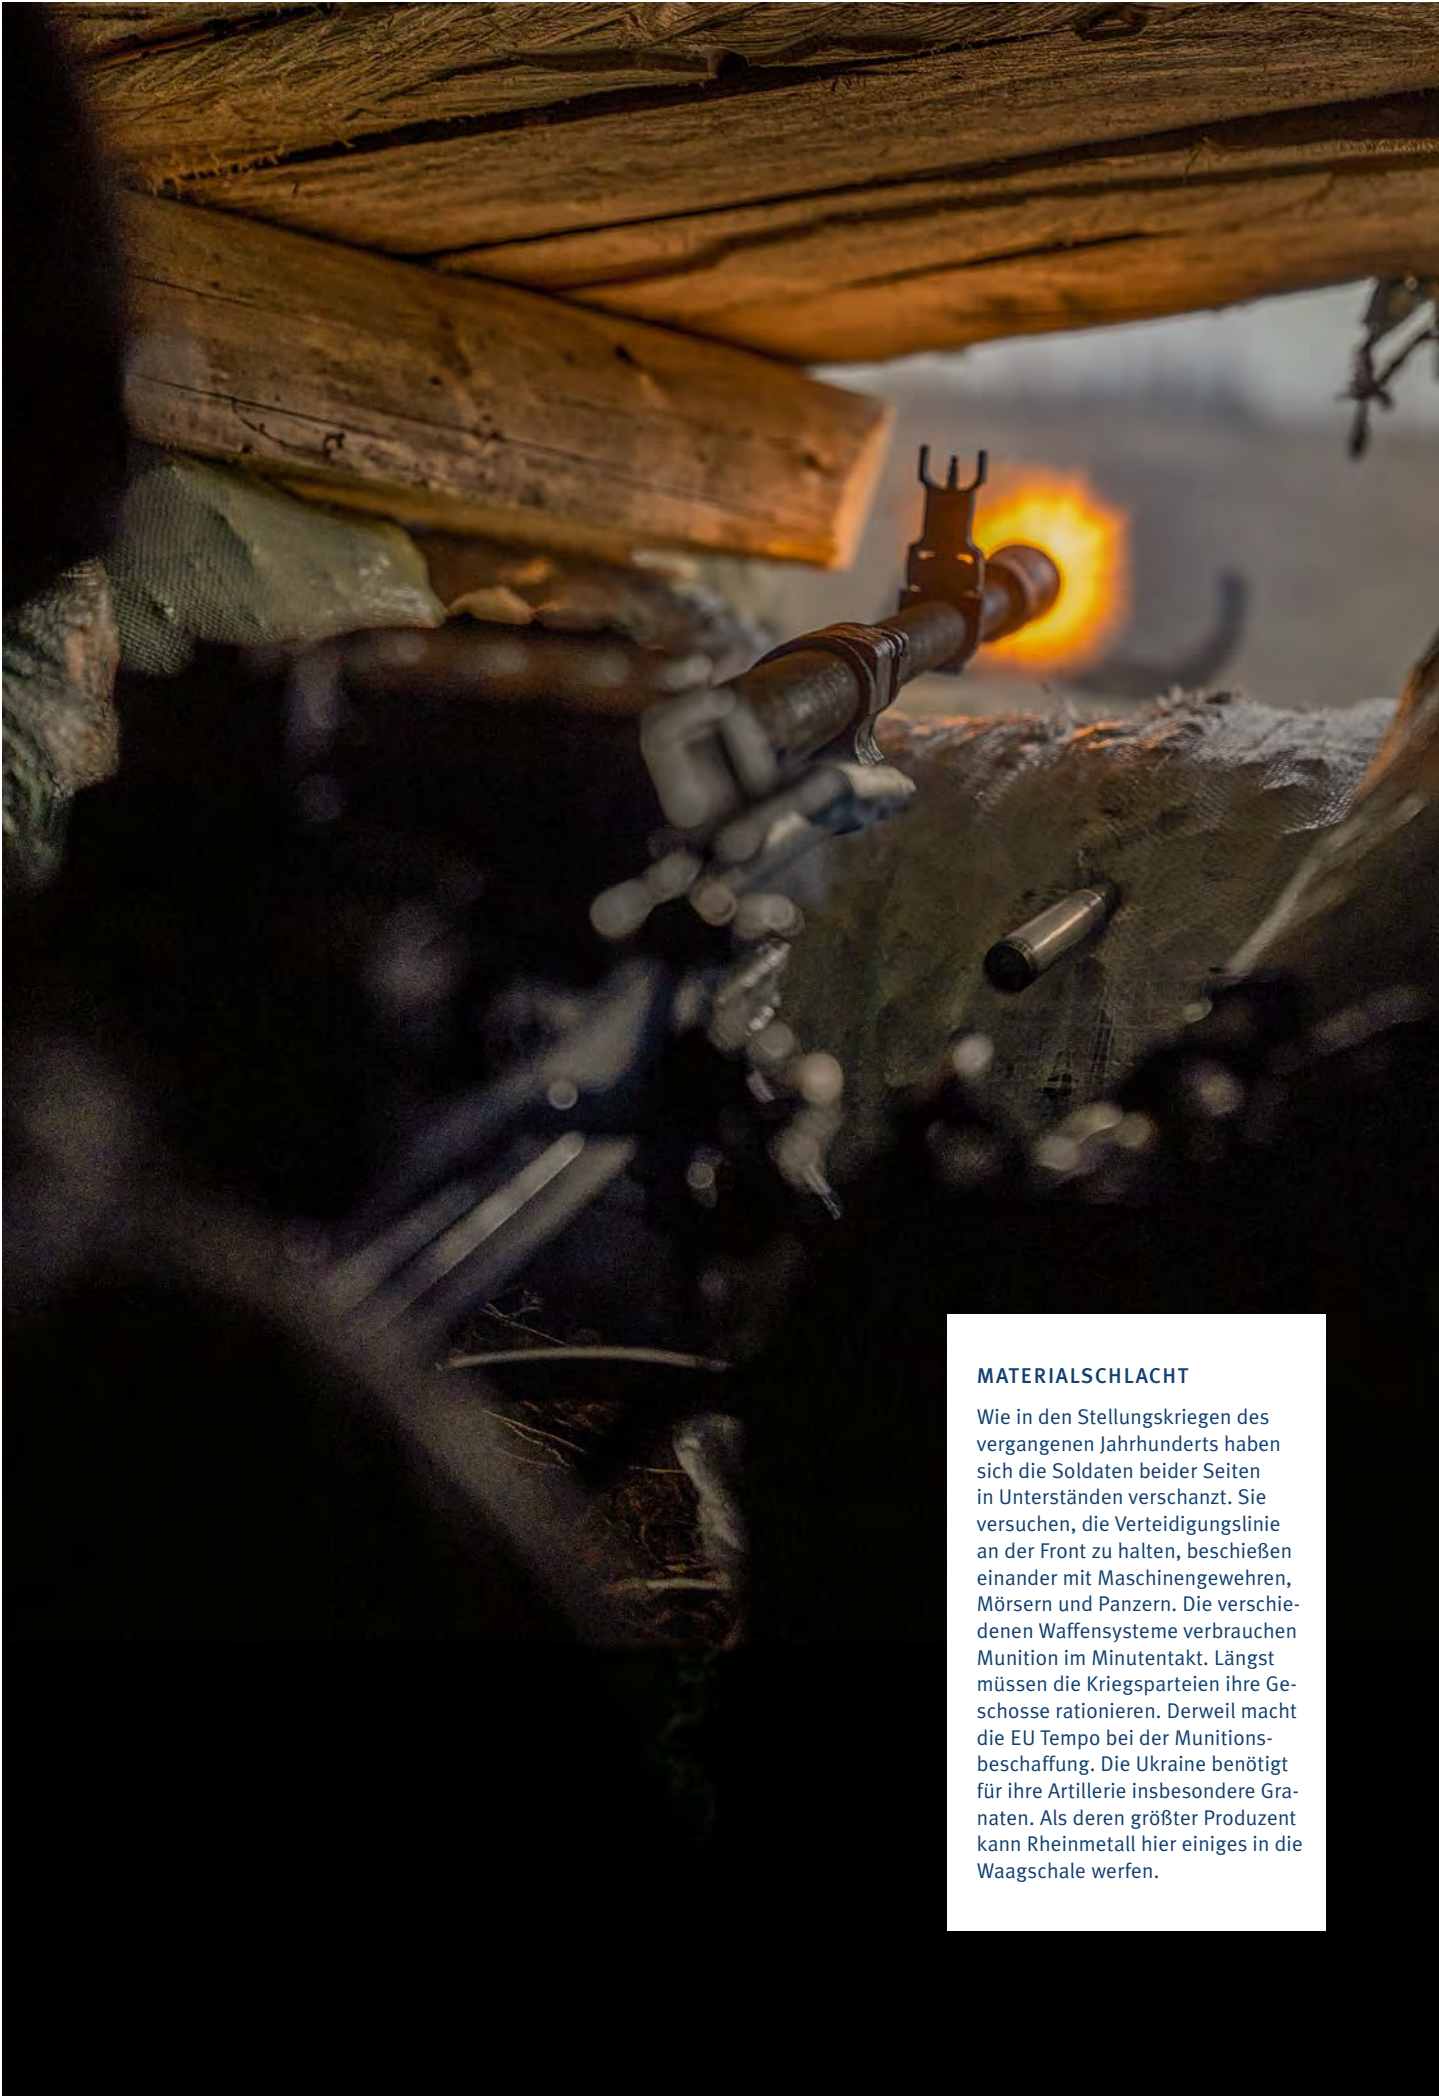 MATERIALSCHLACHT
Wie in den Stellungskriegen des
vergangenen Jahrhunderts haben
sich die Soldaten beider Seiten
in Unterständen verschanzt. Sie
versuchen, die Verteidigungslinie
an der Front zu halten, beschießen
einander mit Maschinengewehren,
Mörsern und Panzern. Die verschie-
denen Waffensysteme verbrauchen
Munition im Minutentakt. Längst
müssen die Kriegsparteien ihre Ge-
schosse rationieren. Derweil macht
die EU Tempo bei der Munitions-
beschaffung. Die Ukraine benötigt
für ihre Artillerie insbesondere Gra-
naten. Als deren größter Produzent
kann Rheinmetall hier einiges in die
Waagschale werfen.